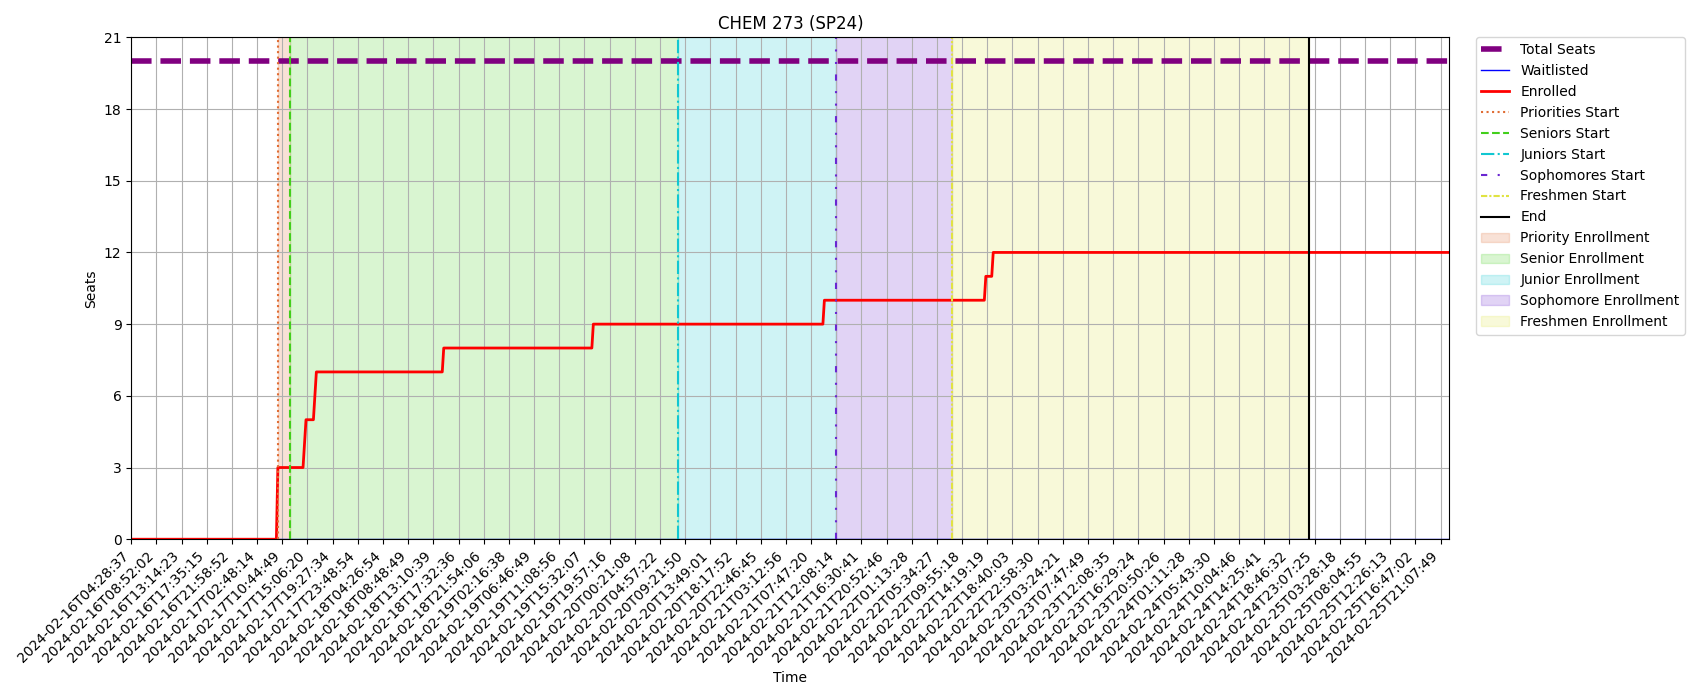 CHEM 273 (SP24)
21
18
15
12
9
6
3
0
Seats
2024-02-16T04:28:37
2024-02-16T08:52:02
2024-02-16T13:14:23
2024-02-16T17:35:15
2024-02-16T21:58:52
2024-02-17T02:48:14
2024-02-17T10:44:49
2024-02-17T15:06:20
2024-02-17T19:27:34
2024-02-17T23:48:54
2024-02-18T04:26:54
2024-02-18T08:48:49
2024-02-18T13:10:39
2024-02-18T17:32:36
2024-02-18T21:54:06
2024-02-19T02:16:38
2024-02-19T06:46:49
2024-02-19T11:08:56
2024-02-19T15:32:07
2024-02-19T19:57:16
2024-02-20T00:21:08
2024-02-20T04:57:22
2024-02-20T09:21:50
2024-02-20T13:49:01
2024-02-20T18:17:52
2024-02-20T22:46:45
2024-02-21T03:12:56
2024-02-21T07:47:20
2024-02-21T12:08:14
2024-02-21T16:30:41
2024-02-21T20:52:46
2024-02-22T01:13:28
2024-02-22T05:34:27
2024-02-22T09:55:18
2024-02-22T14:19:19
2024-02-22T18:40:03
2024-02-22T22:58:30
2024-02-23T03:24:21
2024-02-23T07:47:49
2024-02-23T12:08:35
2024-02-23T16:29:24
2024-02-23T20:50:26
2024-02-24T01:11:28
2024-02-24T05:43:30
2024-02-24T10:04:46
2024-02-24T14:25:41
2024-02-24T18:46:32
2024-02-24T23:07:25
2024-02-25T03:28:18
2024-02-25T08:04:55
2024-02-25T12:26:13
2024-02-25T16:47:02
2024-02-25T21:07:49
Time
Total Seats
Waitlisted
Enrolled
Priorities Start
Seniors Start
Juniors Start
Sophomores Start
Freshmen Start
End
Priority Enrollment
Senior Enrollment
Junior Enrollment
Sophomore Enrollment
Freshmen Enrollment